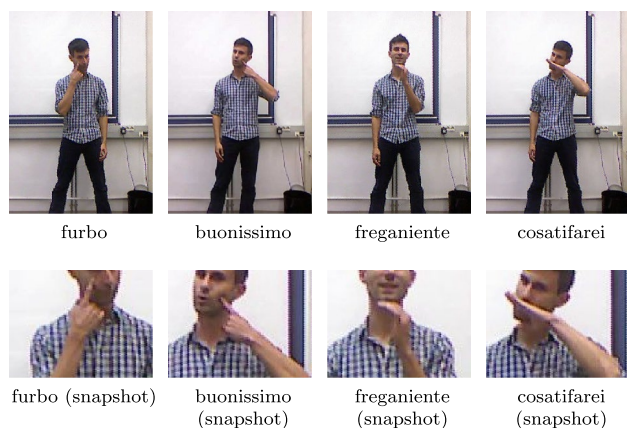 furbo
buonissimo
freganiente
cosatifarei
furbo (snapshot)
buonissimo
(snapshot)
freganiente
(snapshot)
cosatifarei
(snapshot)